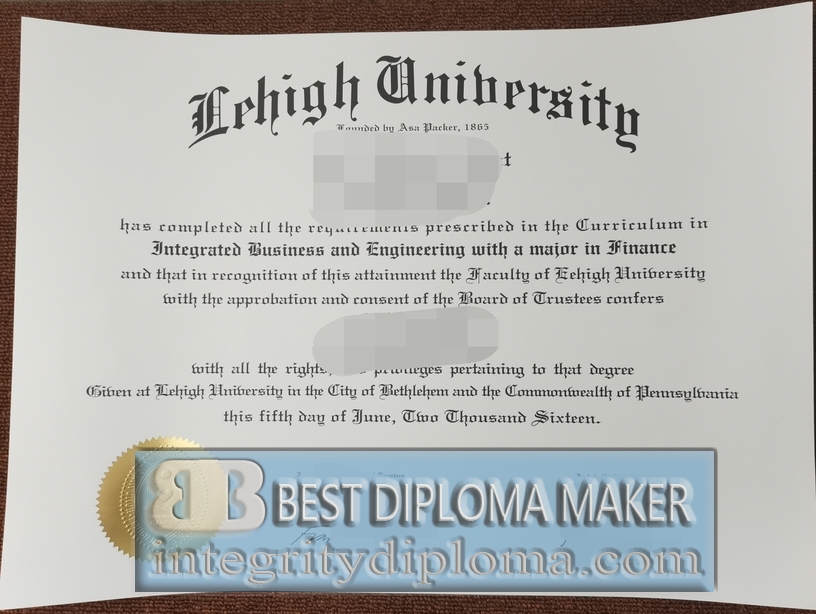 Lehigh University
Founded by Asa Packer, 1865
has completed all the requirements prescribed in the Curriculum in
Integrated Business and Engineering with a major in Finance
and that in recognition of this attainment the Faculty of Lehigh University
with the approbation and consent of the Board of Trustees confers
with all the rights, privileges pertaining to that degree
Given at Lehigh University in the City of Bethlehem and the Commonwealth of Pennsylvania
this fifth day of June, Two Thousand Sixteen.
BB BEST DIPLOMA MAKER
integritydiploma.com